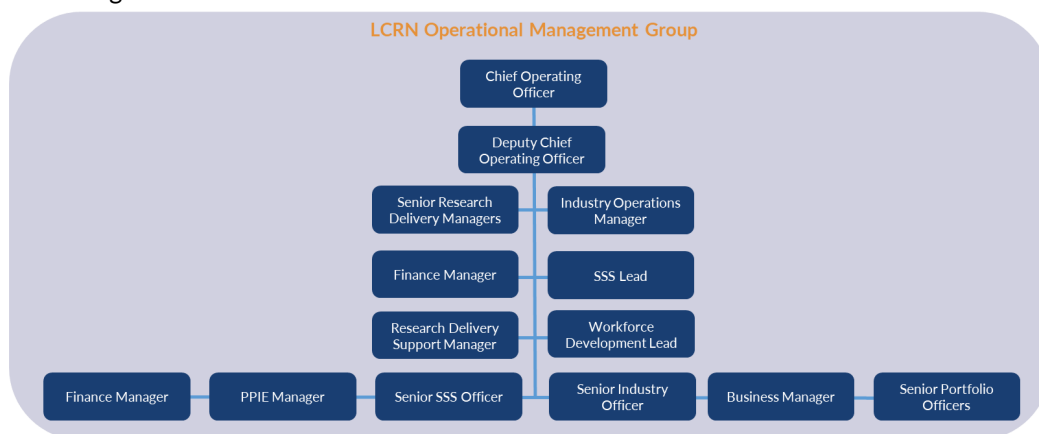 LCRN Operational Management Group
Chief Operating
Officer
Deputy Chief
Operating Officer
Senior Research
Delivery Managers
Industry Operations
Manager
Finance Manager
SSS Lead
Research Delivery
Support Manager
Workforce
Development Lead
Finance Manager
PPIE Manager
Senior SSS Officer
Senior Industry
Officer
Business Manager
Senior Portfolio
Officers